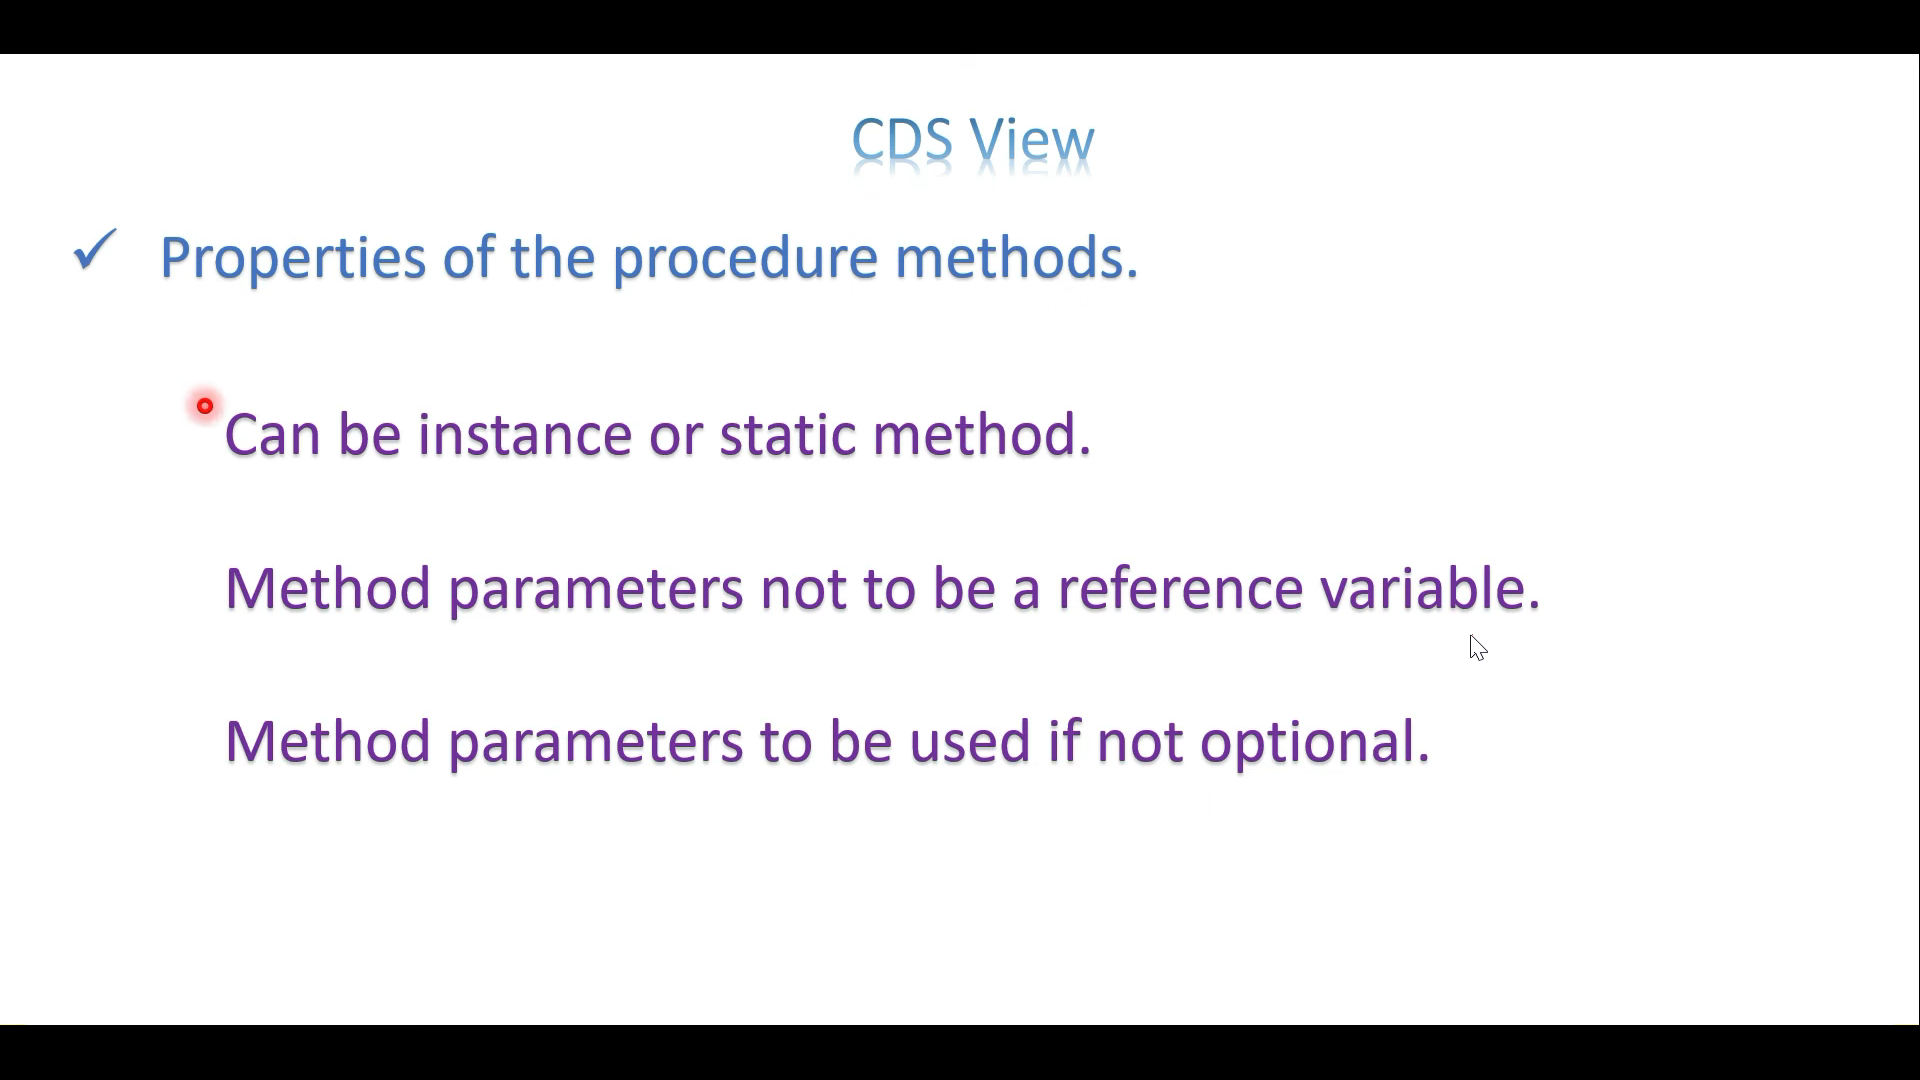 CDS View
✓ Properties of the procedure methods.
Can be instance or static method.
Method parameters not to be a reference variable.
Method parameters to be used if not optional.